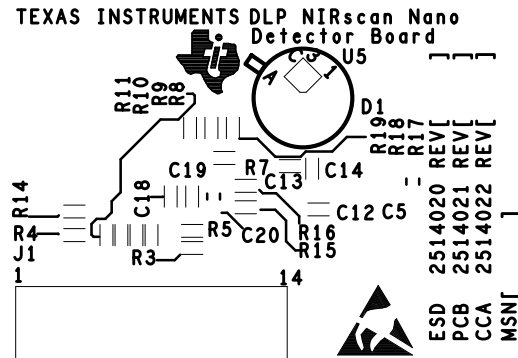 TEXAS INSTRUMENTS DLP NIRscan Nano
Detector Board
U5
C 3 1
A
D1
R11
R10
R9
R8
R19
R18
R17
C19
R7
C13
C14
R14
C18
C12
C5
R4
R5
C20
R16
R15
J1
R3
1
14
ESD 2514020 REV[ ]
PCB 2514021 REV[ ]
CCA 2514022 REV[ ]
MSN[ ]